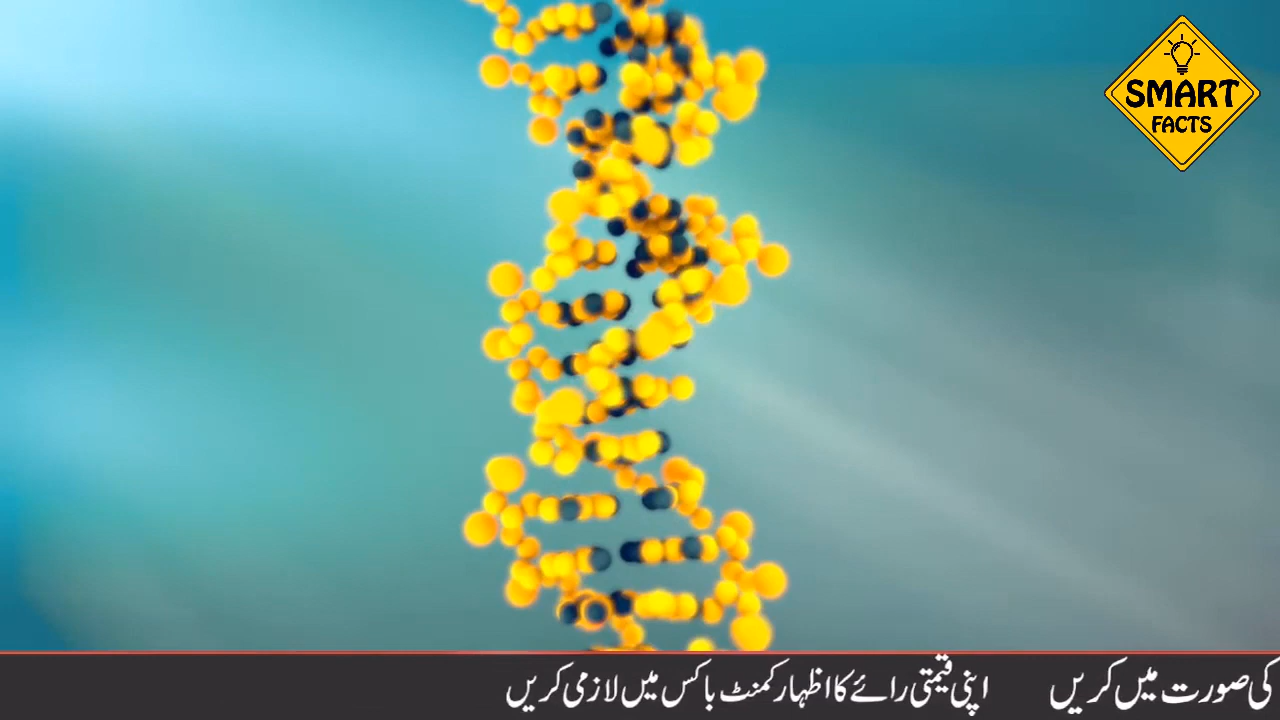 SMART
FACTS
کی صورت میں کریں اپنی قیمتی رائے کا اظہار کمنٹ باکس میں لازمی کریں